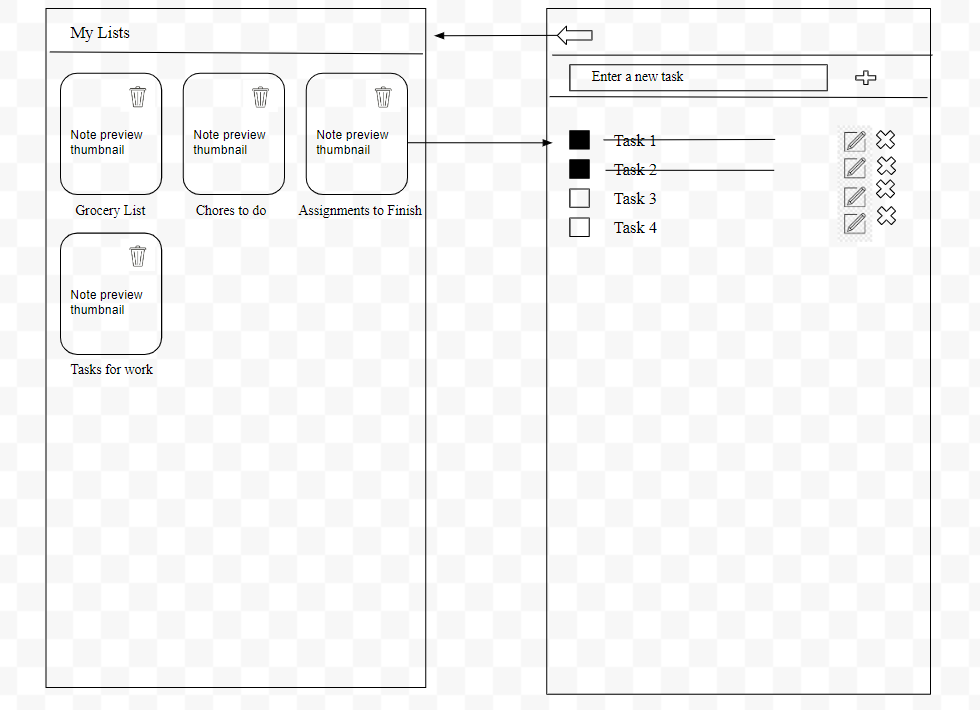 My Lists
Note preview
thumbnail
Note preview
thumbnail
Note preview
thumbnail
Grocery List
Chores to do
Assignments to Finish
Note preview
thumbnail
Tasks for work
Enter a new task
Task 1
Task 2
Task 3
Task 4